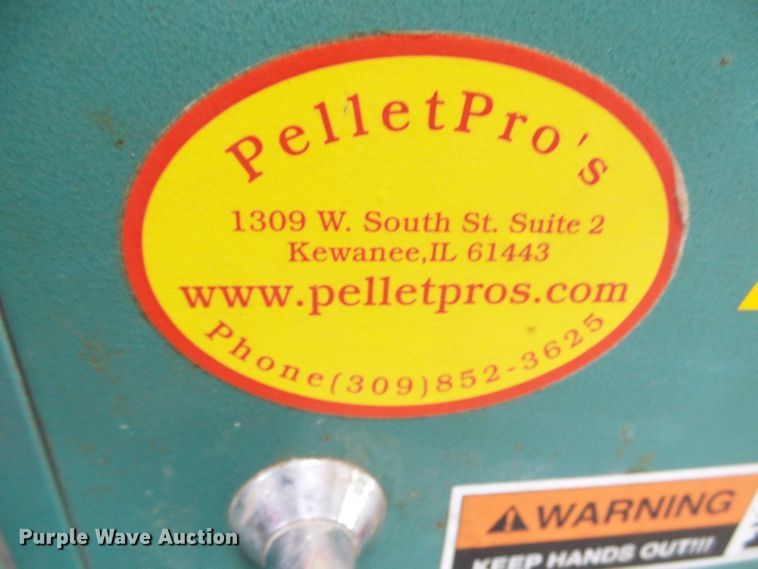 PelletPro's
1309 W. South St. Suite 2
Kewanee,IL 61443
www.pelletpros.com
Phone(309)852-3625
WARNING
KEEP HANDS OUT!!!
Purple Wave Auction